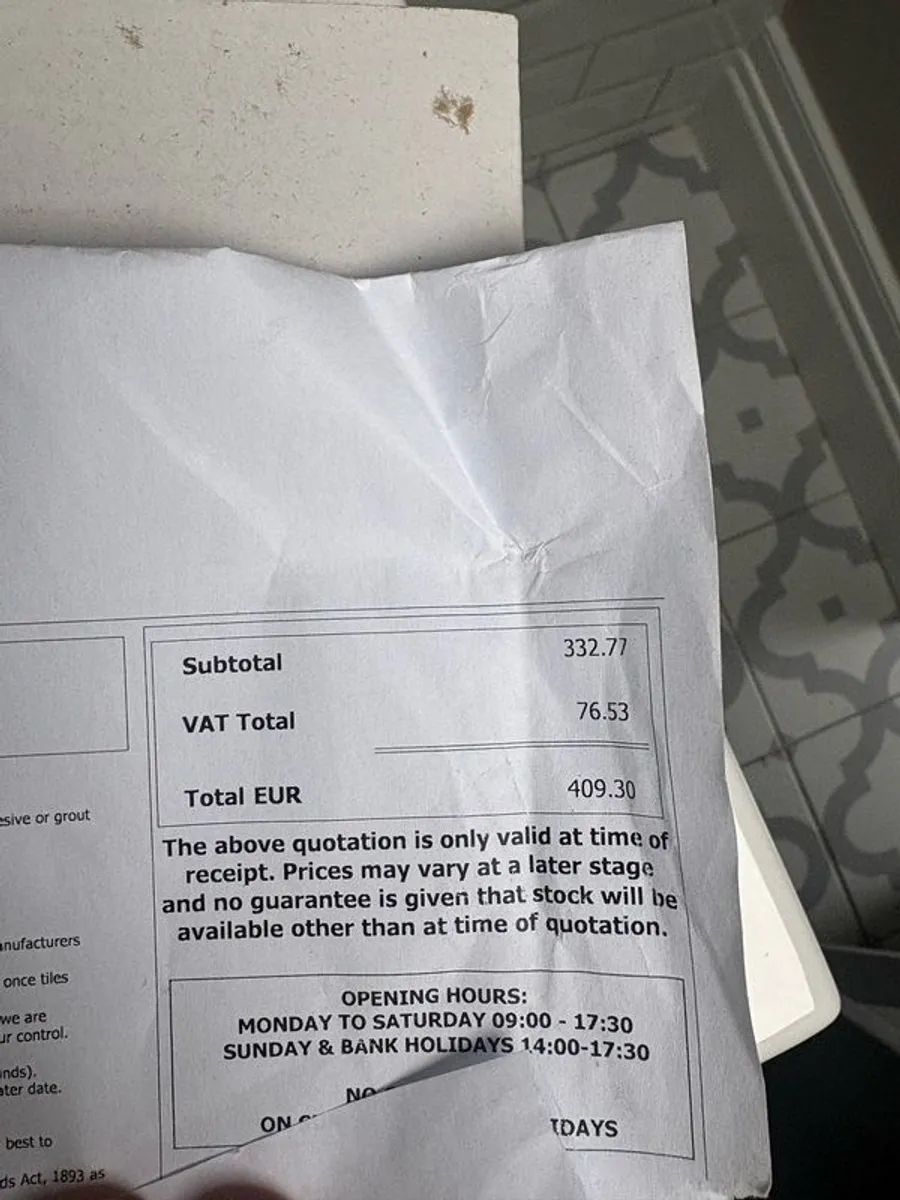 Subtotal 332.77
VAT Total 76.53
Total EUR 409.30
The above quotation is only valid at time of
receipt. Prices may vary at a later stage
and no guarantee is given that stock will be
available other than at time of quotation.
OPENING HOURS:
MONDAY TO SATURDAY 09:00 - 17:30
SUNDAY & BANK HOLIDAYS 14:00-17:30
NO
ON
IDAYS
esive or grout
anufacturers
once tiles
we are
ur control.
unds).
ater date.
best to
ds Act, 1893 as